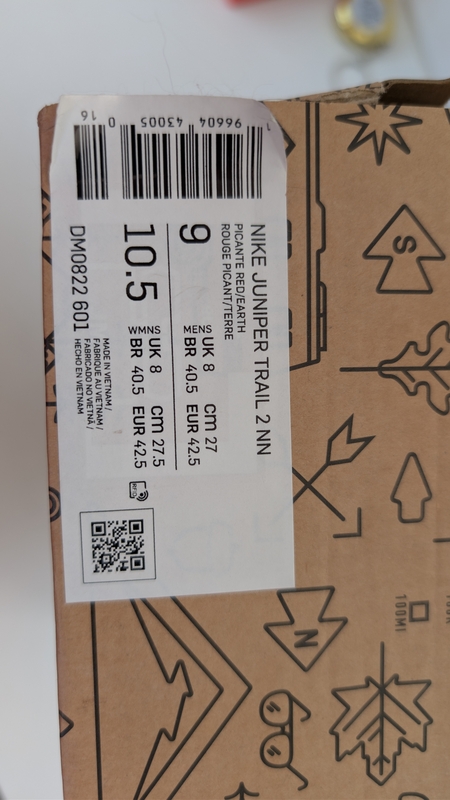 NIKE JUNIPER TRAIL 2 NN
PICANTE RED/EARTH
ROUGE PICANT/TERRE
9 MENS UK 8 cm 27
BR 40.5 EUR 42.5
10.5 WMNS UK 8 cm 27.5
BR 40.5 EUR 42.5
DM0822 601
MADE IN VIETNAM /
FABRIQUE AU VIETNAM /
FABRICADO NO VIETNÃ /
HECHO EN VIETNAM
1 96604 43005 0 16
S
N
100MI